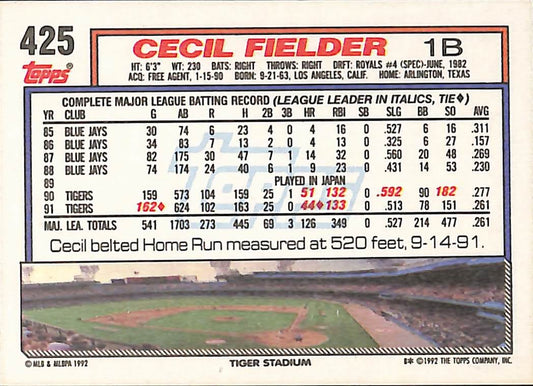 425 CECIL FIELDER 1B
Topps® HT: 6'3" WT: 230 BATS: RIGHT THROWS: RIGHT DRFT: ROYALS #4 (SPEC)-JUNE, 1982
ACQ: FREE AGENT, 1-15-90 BORN: 9-21-63, LOS ANGELES, CALIF. HOME: ARLINGTON, TEXAS
COMPLETE MAJOR LEAGUE BATTING RECORD (LEAGUE LEADER IN ITALICS, TIE♦)
YR CLUB G AB R H 2B 3B HR RBI SB SLG BB SO AVG
85 BLUE JAYS 30 74 6 23 4 0 4 16 0 .527 6 16 .311
86 BLUE JAYS 34 83 7 13 2 0 4 13 0 .325 6 27 .157
87 BLUE JAYS 82 175 30 47 7 1 14 32 0 .560 20 48 .269
88 BLUE JAYS 74 174 24 40 6 1 9 23 0 .431 14 53 .230
89 PLAYED IN JAPAN
90 TIGERS 159 573 104 159 25 1 51 132 0 .592 90 182 .277
91 TIGERS 162♦ 624 102 163 25 0 44♦ 133 0 .513 78 151 .261
MAJ. LEA. TOTALS 541 1703 273 445 69 3 126 349 0 .527 214 477 .261
Cecil belted Home Run measured at 520 feet, 9-14-91.
© MLB & MLBPA 1992 TIGER STADIUM B* © 1992 THE TOPPS COMPANY, INC.